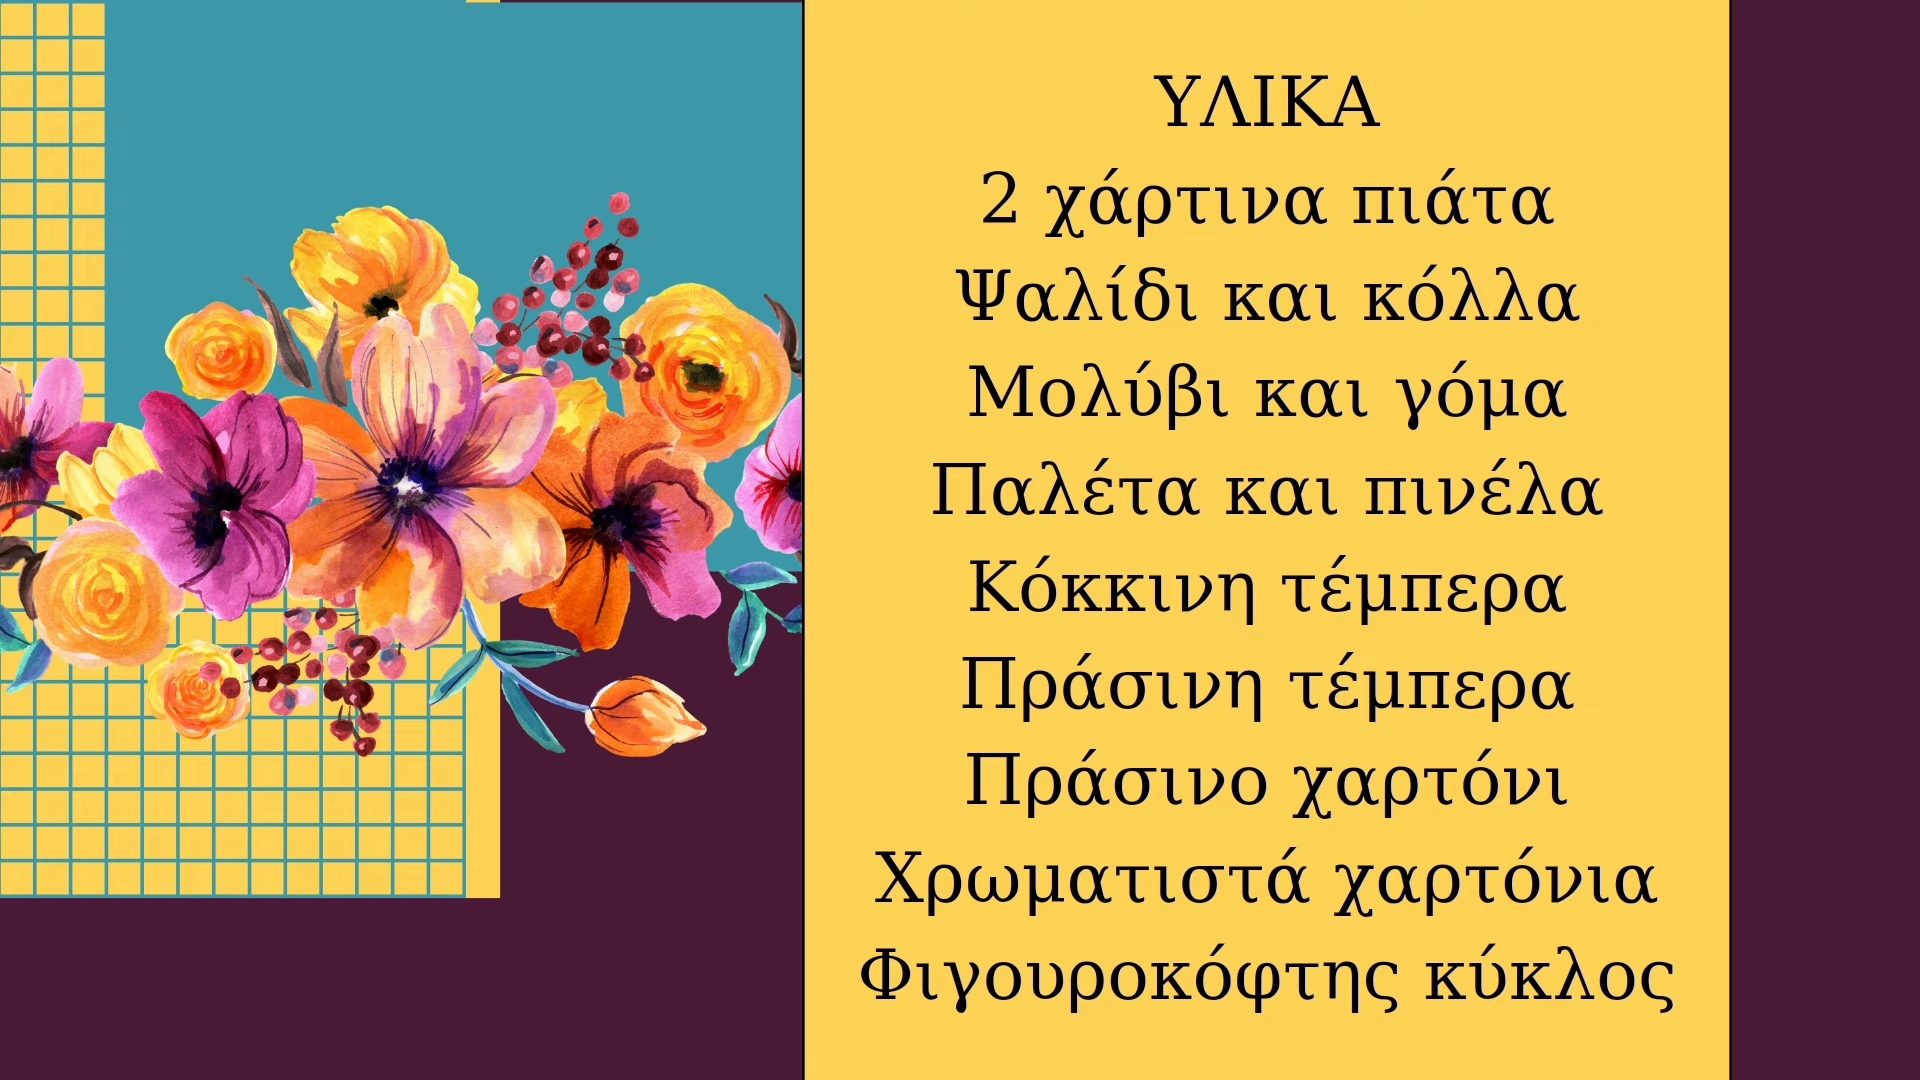 ΥΛΙΚΑ
2 χάρτινα πιάτα
Ψαλίδι και κόλλα
Μολύβι και γόμα
Παλέτα και πινέλα
Κόκκινη τέμπερα
Πράσινη τέμπερα
Πράσινο χαρτόνι
Χρωματιστά χαρτόνια
Φιγουροκόφτης κύκλος